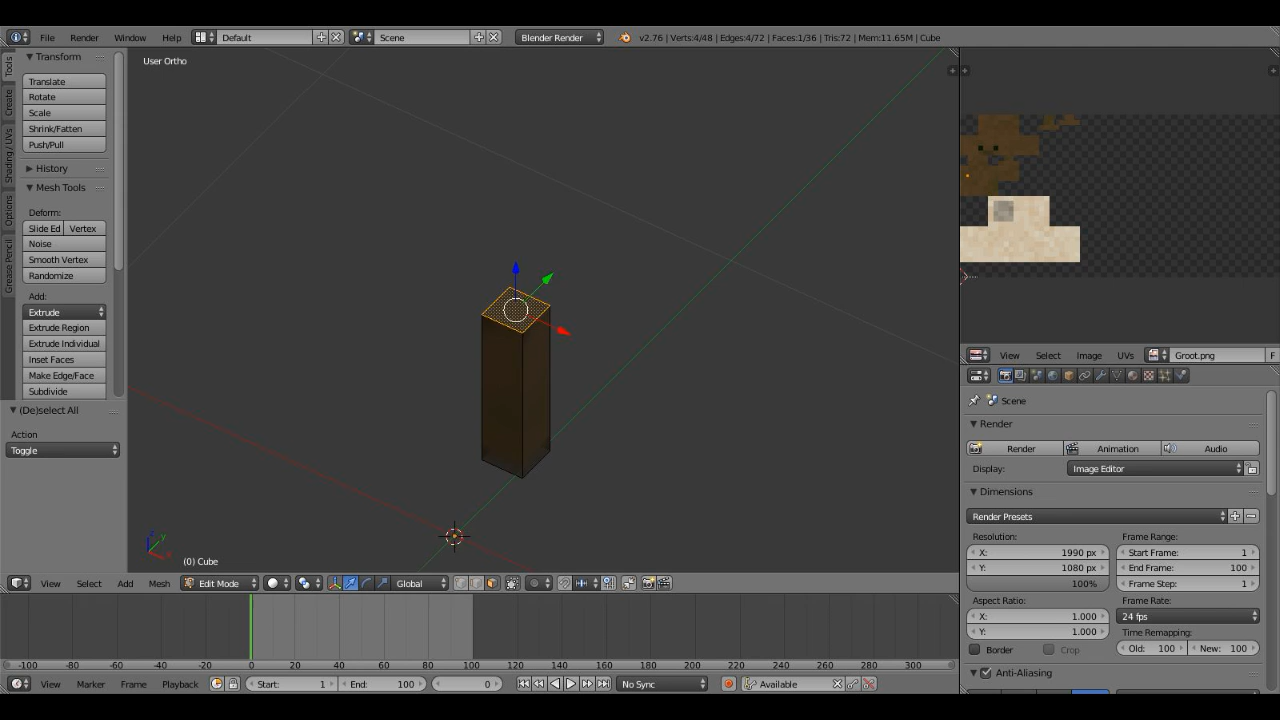 File Render Window Help Default Scene Blender Render v2.76 | Verts:4/48 | Edges:4/72 | Faces:1/36 | Tris:72 | Mem:11.65M | Cube
Tools
Create
Shading / UVs
Options
Grease Pencil
Transform
Translate
Rotate
Scale
Shrink/Fatten
Push/Pull
History
Mesh Tools
Deform:
Slide Ed Vertex
Noise
Smooth Vertex
Randomize
Add:
Extrude
Extrude Region
Extrude Individual
Inset Faces
Make Edge/Face
Subdivide
(De)select All
Action
Toggle
User Ortho
z
y
x
(0) Cube
View Select Add Mesh Edit Mode Global
View Select Image UVs Groot.png F
Scene
Render
Render Animation Audio
Display: Image Editor
Dimensions
Render Presets
Resolution: Frame Range:
X: 1990 px Start Frame: 1
Y: 1080 px End Frame: 100
100% Frame Step: 1
Aspect Ratio: Frame Rate:
X: 1.000 24 fps
Y: 1.000 Time Remapping:
Border Crop Old: 100 New: 100
Anti-Aliasing
-100 -80 -60 -40 -20 0 20 40 60 80 100 120 140 160 180 200 220 240 260 280 300
View Marker Frame Playback Start: 1 End: 100 0 No Sync Available